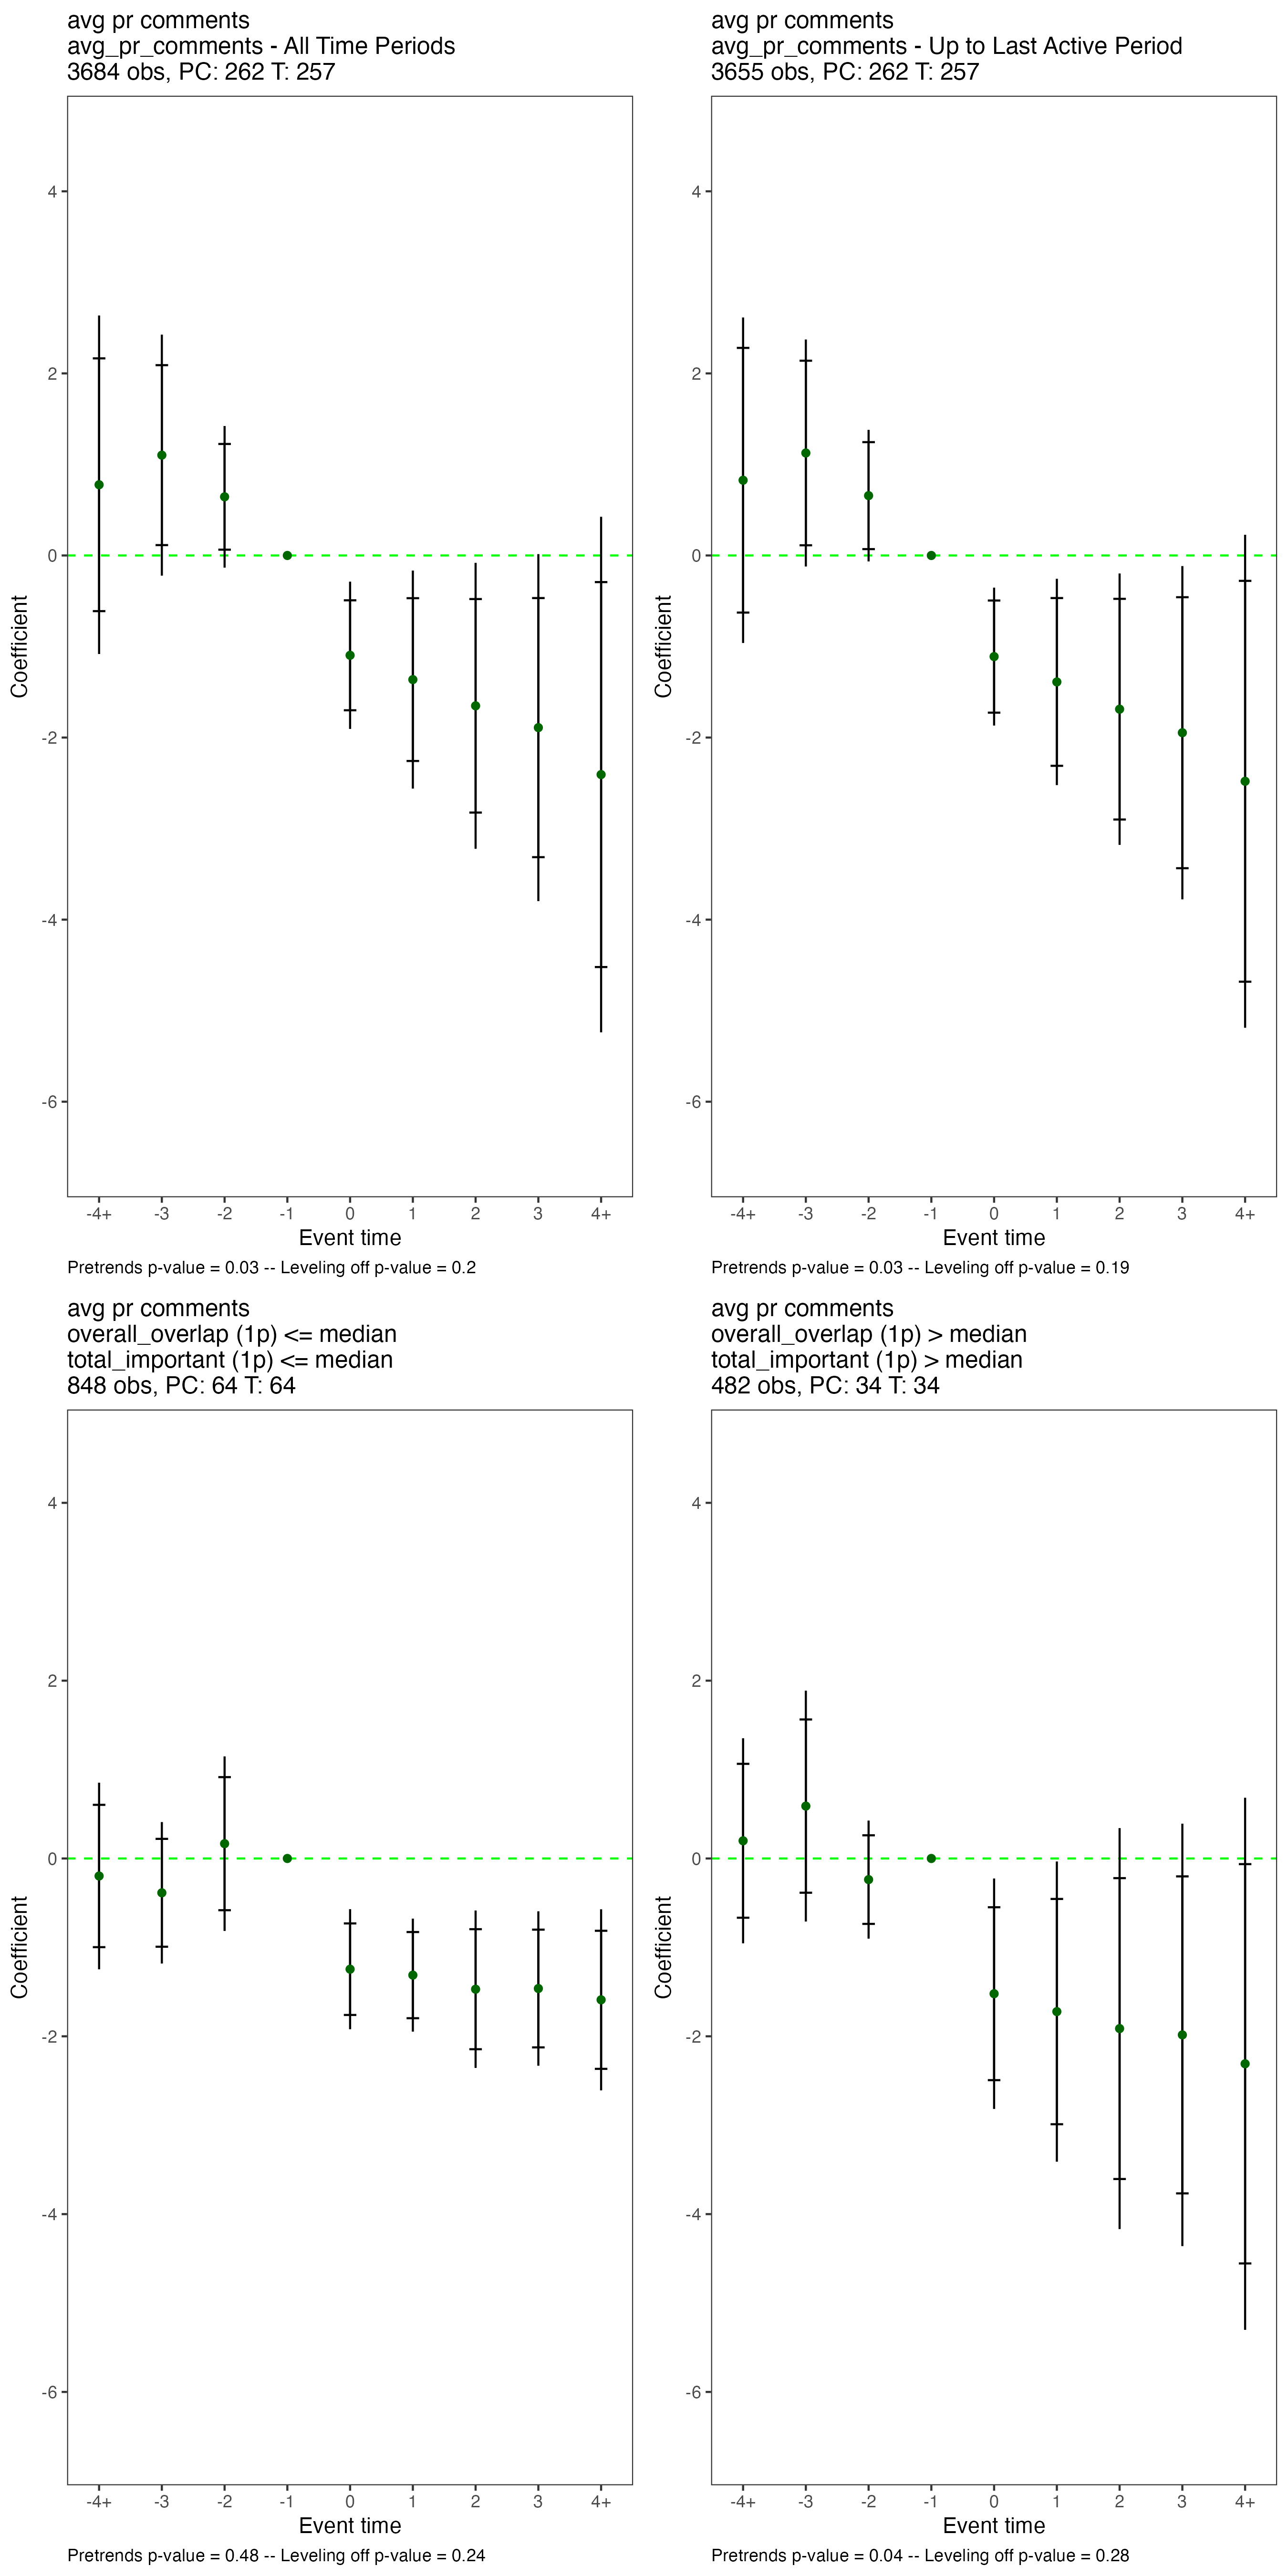 avg pr comments
avg_pr_comments - All Time Periods
3684 obs, PC: 262 T: 257
4
2
0
-2
-4
-6
Coefficient
-4+ -3 -2 -1 0 1 2 3 4+
Event time
Pretrends p-value = 0.03 -- Leveling off p-value = 0.2
avg pr comments
avg_pr_comments - Up to Last Active Period
3655 obs, PC: 262 T: 257
4
2
0
-2
-4
-6
Coefficient
-4+ -3 -2 -1 0 1 2 3 4+
Event time
Pretrends p-value = 0.03 -- Leveling off p-value = 0.19
avg pr comments
overall_overlap (1p) <= median
total_important (1p) <= median
848 obs, PC: 64 T: 64
4
2
0
-2
-4
-6
Coefficient
-4+ -3 -2 -1 0 1 2 3 4+
Event time
Pretrends p-value = 0.48 -- Leveling off p-value = 0.24
avg pr comments
overall_overlap (1p) > median
total_important (1p) > median
482 obs, PC: 34 T: 34
4
2
0
-2
-4
-6
Coefficient
-4+ -3 -2 -1 0 1 2 3 4+
Event time
Pretrends p-value = 0.04 -- Leveling off p-value = 0.28